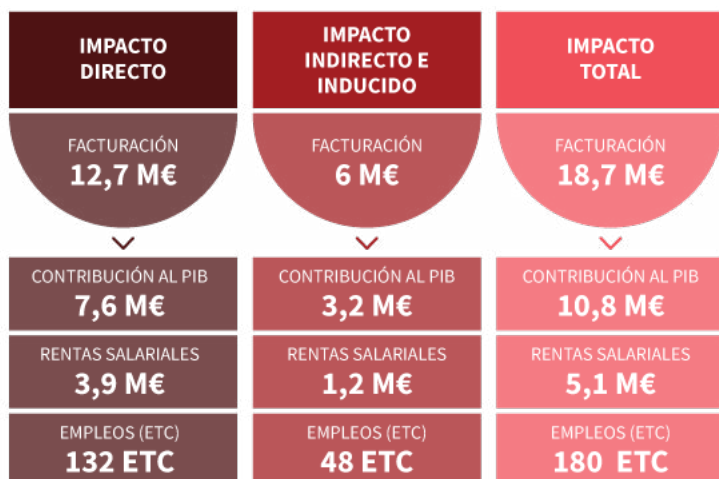 IMPACTO
DIRECTO
FACTURACIÓN
12,7 M€
CONTRIBUCIÓN AL PIB
7,6 M€
RENTAS SALARIALES
3,9 M€
EMPLEOS (ETC)
132 ETC
IMPACTO
INDIRECTO E
INDUCIDO
FACTURACIÓN
6 M€
CONTRIBUCIÓN AL PIB
3,2 M€
RENTAS SALARIALES
1,2 M€
EMPLEOS (ETC)
48 ETC
IMPACTO
TOTAL
FACTURACIÓN
18,7 M€
CONTRIBUCIÓN AL PIB
10,8 M€
RENTAS SALARIALES
5,1 M€
EMPLEOS (ETC)
180 ETC